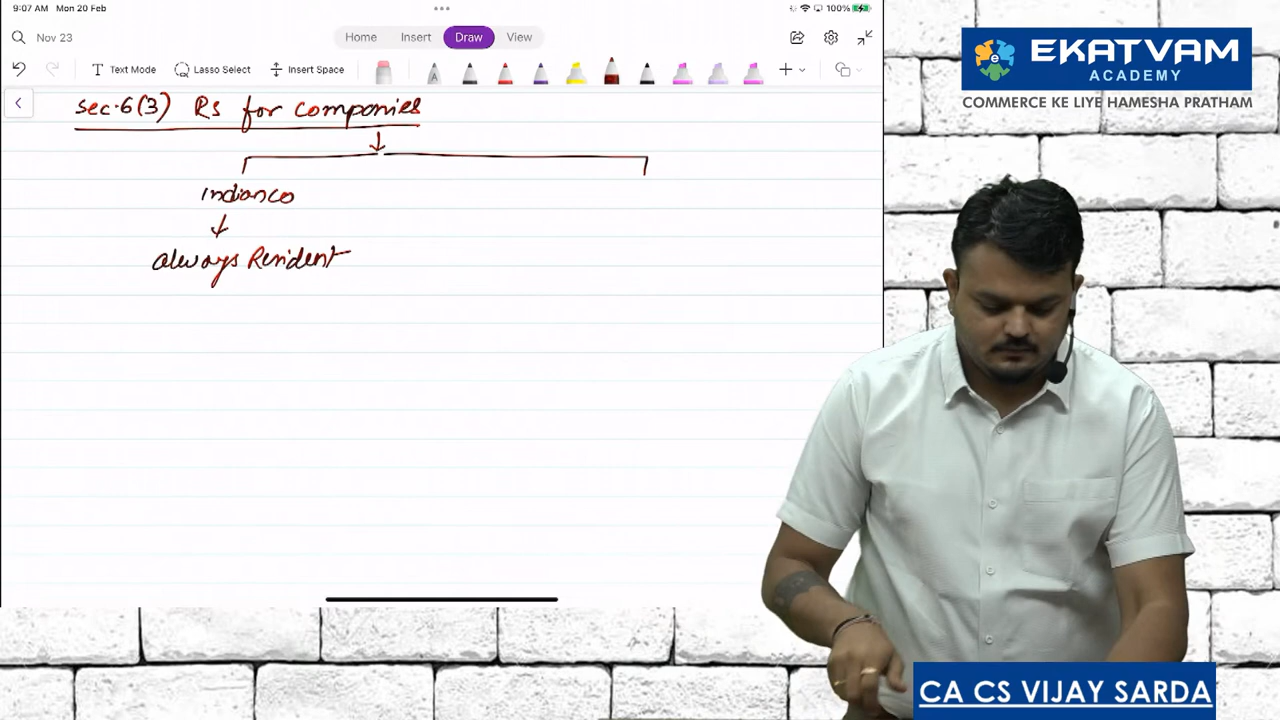 9:07 AM Mon 20 Feb
100%
Nov 23
Home Insert Draw View
Text Mode Lasso Select Insert Space
sec.6(3) Rs for companies
Indianco
always Resident
EKATVAM
ACADEMY
COMMERCE KE LIYE HAMESHA PRATHAM
CA CS VIJAY SARDA